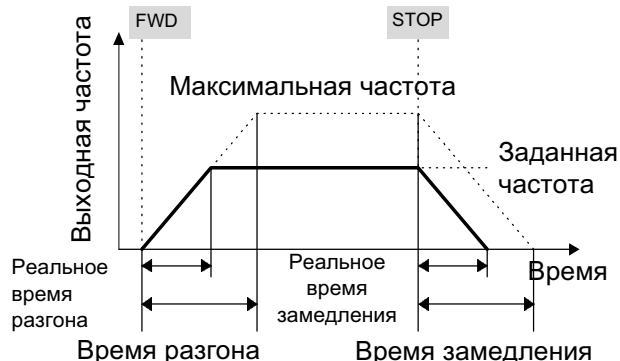 FWD
STOP
Выходная частота
Максимальная частота
Заданная
частота
Время
Реальное
время
разгона
Реальное
время
замедления
Время разгона
Время замедления